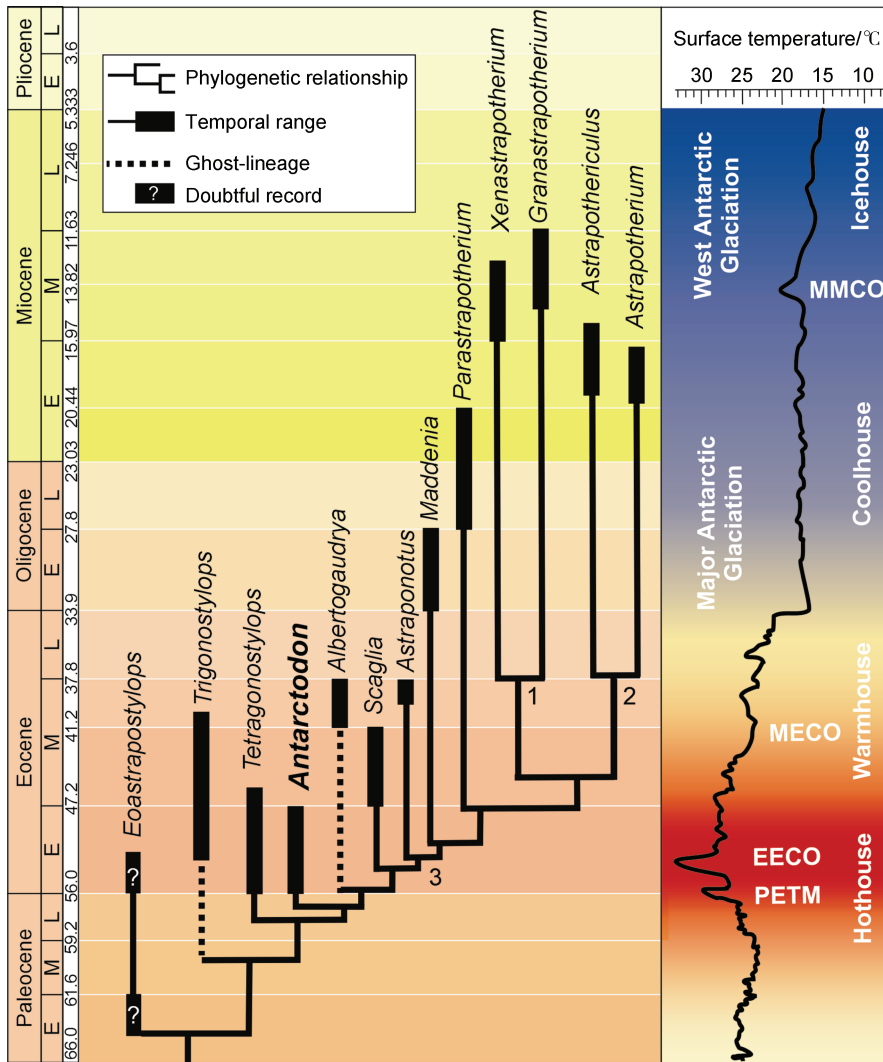 Pliocene
L
3.6
E
5.333
Miocene
L
7.246
11.63
M
13.82
15.97
E
20.44
23.03
Oligocene
L
27.8
E
33.9
Eocene
L
37.8
M
41.2
47.2
E
56.0
Paleocene
L
59.2
M
61.6
E
66.0
Phylogenetic relationship
Temporal range
Ghost-lineage
? Doubtful record
Eoastrapostylops
?
?
Trigonostylops
Tetragonostylops
Antarctodon
Albertogaudrya
Scaglia
Astraponotus
Maddenia
Parastrapotherium
Xenastrapotherium
Granastrapotherium
Astrapothericulus
Astrapotherium
1
2
3
Surface temperature/℃
30 25 20 15 10
West Antarctic
Glaciation
Icehouse
MMCO
Major Antarctic
Glaciation
Coolhouse
MECO
Warmhouse
EECO
PETM
Hothouse